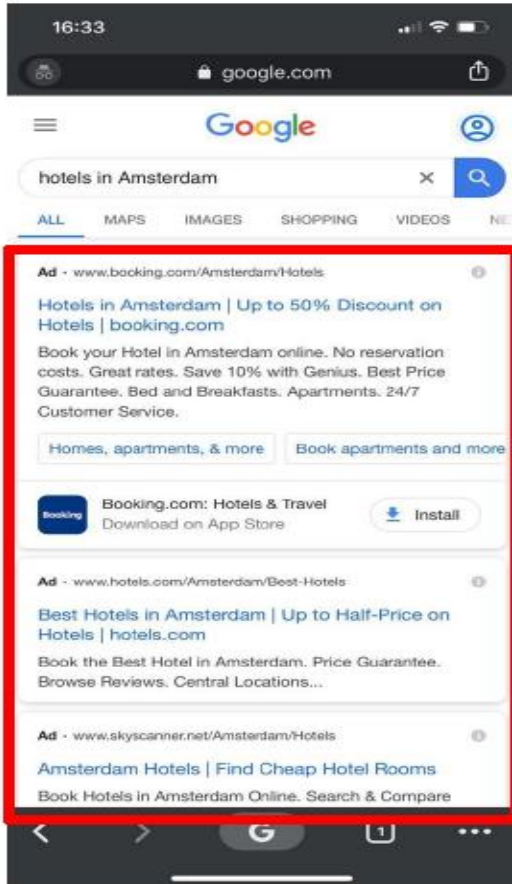 16:33
google.com
Google
hotels in Amsterdam
ALL MAPS IMAGES SHOPPING VIDEOS NE
Ad · www.booking.com/Amsterdam/Hotels
Hotels in Amsterdam | Up to 50% Discount on
Hotels | booking.com
Book your Hotel in Amsterdam online. No reservation
costs. Great rates. Save 10% with Genius. Best Price
Guarantee. Bed and Breakfasts. Apartments. 24/7
Customer Service.
Homes, apartments, & more Book apartments and more
Booking
Booking.com: Hotels & Travel
Download on App Store
Install
Ad · www.hotels.com/Amsterdam/Best-Hotels
Best Hotels in Amsterdam | Up to Half-Price on
Hotels | hotels.com
Book the Best Hotel in Amsterdam. Price Guarantee.
Browse Reviews. Central Locations...
Ad · www.skyscanner.net/Amsterdam/Hotels
Amsterdam Hotels | Find Cheap Hotel Rooms
Book Hotels in Amsterdam Online. Search & Compare
G 1